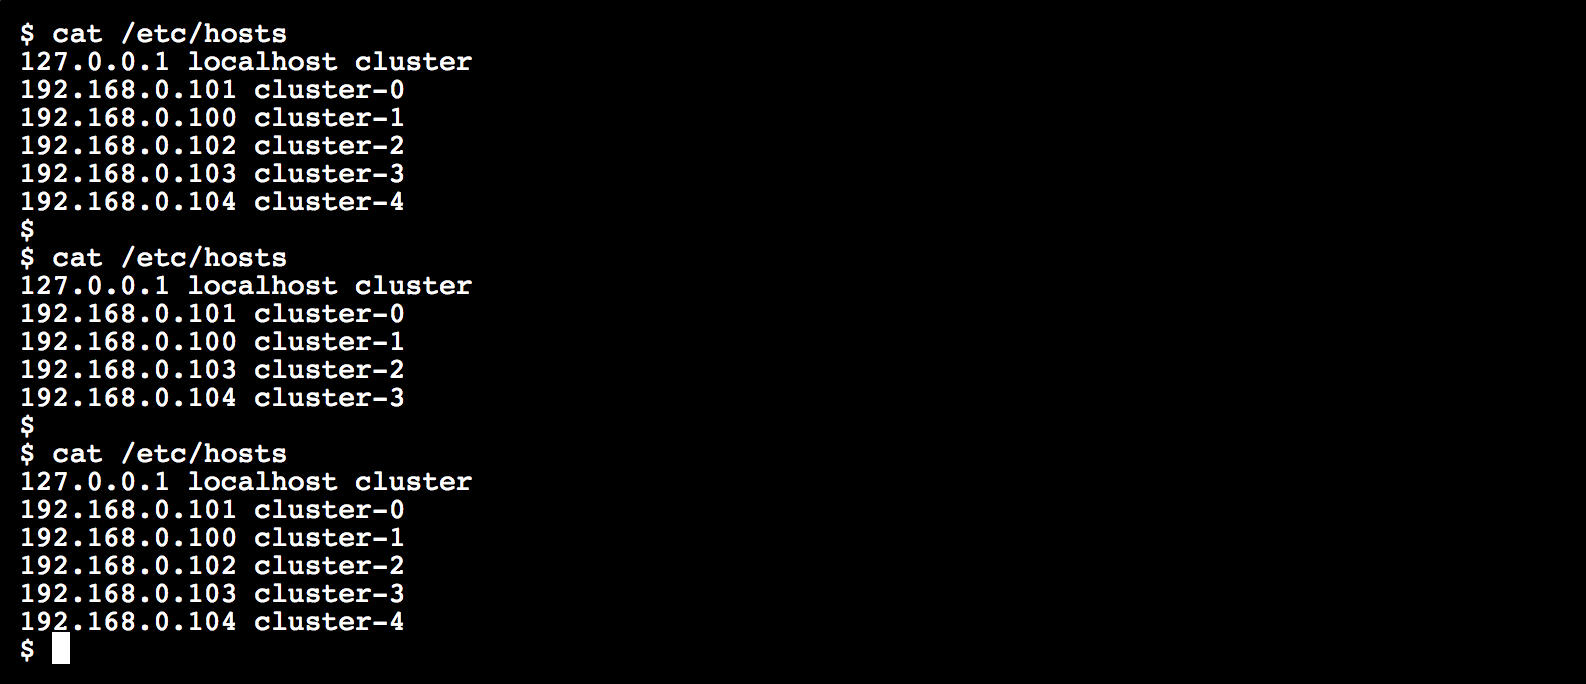 $ cat /etc/hosts
127.0.0.1 localhost cluster
192.168.0.101 cluster-0
192.168.0.100 cluster-1
192.168.0.102 cluster-2
192.168.0.103 cluster-3
192.168.0.104 cluster-4
$
$ cat /etc/hosts
127.0.0.1 localhost cluster
192.168.0.101 cluster-0
192.168.0.100 cluster-1
192.168.0.103 cluster-2
192.168.0.104 cluster-3
$
$ cat /etc/hosts
127.0.0.1 localhost cluster
192.168.0.101 cluster-0
192.168.0.100 cluster-1
192.168.0.102 cluster-2
192.168.0.103 cluster-3
192.168.0.104 cluster-4
$